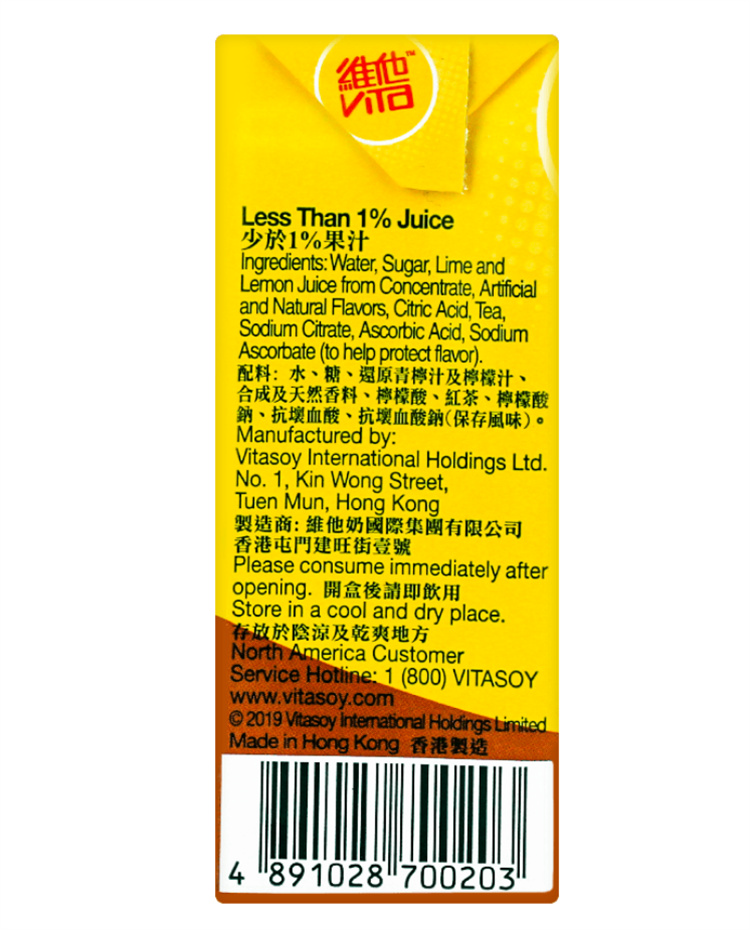 維他™
VITA
Less Than 1% Juice
少於1%果汁
Ingredients: Water, Sugar, Lime and
Lemon Juice from Concentrate, Artificial
and Natural Flavors, Citric Acid, Tea,
Sodium Citrate, Ascorbic Acid, Sodium
Ascorbate (to help protect flavor).
配料: 水、糖、還原青檸汁及檸檬汁、
合成及天然香料、檸檬酸、紅茶、檸檬酸
鈉、抗壞血酸、抗壞血酸鈉(保存風味)。
Manufactured by:
Vitasoy International Holdings Ltd.
No. 1, Kin Wong Street,
Tuen Mun, Hong Kong
製造商: 維他奶國際集團有限公司
香港屯門建旺街壹號
Please consume immediately after
opening. 開盒後請即飲用
Store in a cool and dry place.
存放於陰涼及乾爽地方
North America Customer
Service Hotline: 1 (800) VITASOY
www.vitasoy.com
© 2019 Vitasoy International Holdings Limited
Made in Hong Kong 香港製造
4 891028 700203